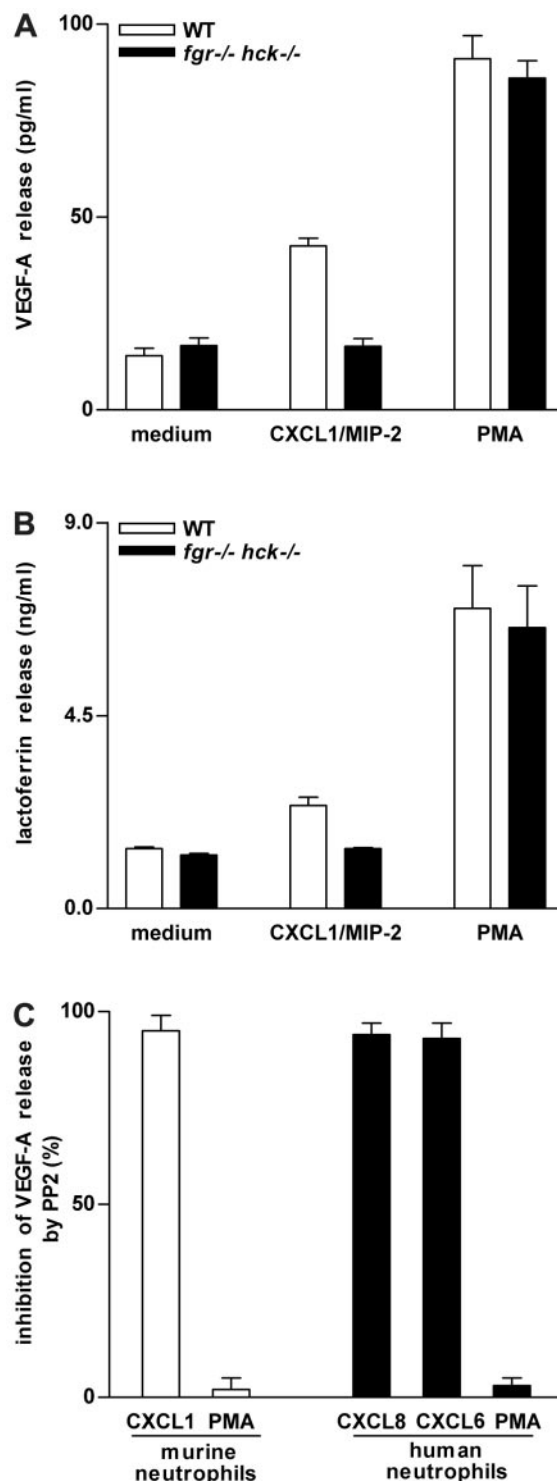 A
WT
fgr-/- hck-/-
VEGF-A release (pg/ml)
100
50
0
medium CXCL1/MIP-2 PMA
B
WT
fgr-/- hck-/-
lactoferrin release (ng/ml)
9.0
4.5
0.0
medium CXCL1/MIP-2 PMA
C
inhibition of VEGF-A release
by PP2 (%)
100
50
0
CXCL1 PMA CXCL8 CXCL6 PMA
murine human
neutrophils neutrophils